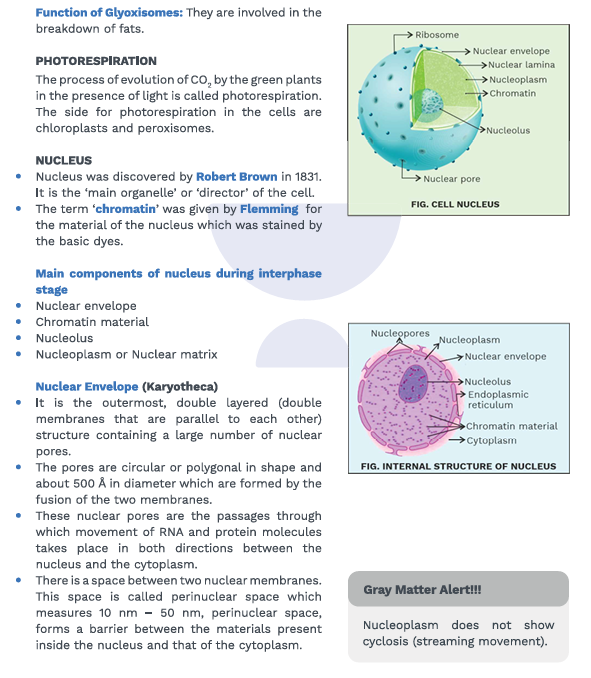 Function of Glyoxisomes: They are involved in the
breakdown of fats.
PHOTORESPIRATION
The process of evolution of CO₂ by the green plants
in the presence of light is called photorespiration.
The side for photorespiration in the cells are
chloroplasts and peroxisomes.
NUCLEUS
• Nucleus was discovered by Robert Brown in 1831.
It is the ‘main organelle’ or ‘director’ of the cell.
• The term ‘chromatin’ was given by Flemming for
the material of the nucleus which was stained by
the basic dyes.
Main components of nucleus during interphase
stage
• Nuclear envelope
• Chromatin material
• Nucleolus
• Nucleoplasm or Nuclear matrix
Nuclear Envelope (Karyotheca)
• It is the outermost, double layered (double
membranes that are parallel to each other)
structure containing a large number of nuclear
pores.
• The pores are circular or polygonal in shape and
about 500 Å in diameter which are formed by the
fusion of the two membranes.
• These nuclear pores are the passages through
which movement of RNA and protein molecules
takes place in both directions between the
nucleus and the cytoplasm.
• There is a space between two nuclear membranes.
This space is called perinuclear space which
measures 10 nm – 50 nm, perinuclear space,
forms a barrier between the materials present
inside the nucleus and that of the cytoplasm.
Ribosome
Nuclear envelope
Nuclear lamina
Nucleoplasm
Chromatin
Nucleolus
Nuclear pore
FIG. CELL NUCLEUS
Nucleopores
Nucleoplasm
Nuclear envelope
Nucleolus
Endoplasmic
reticulum
Chromatin material
Cytoplasm
FIG. INTERNAL STRUCTURE OF NUCLEUS
Gray Matter Alert!!!
Nucleoplasm does not show
cyclosis (streaming movement).